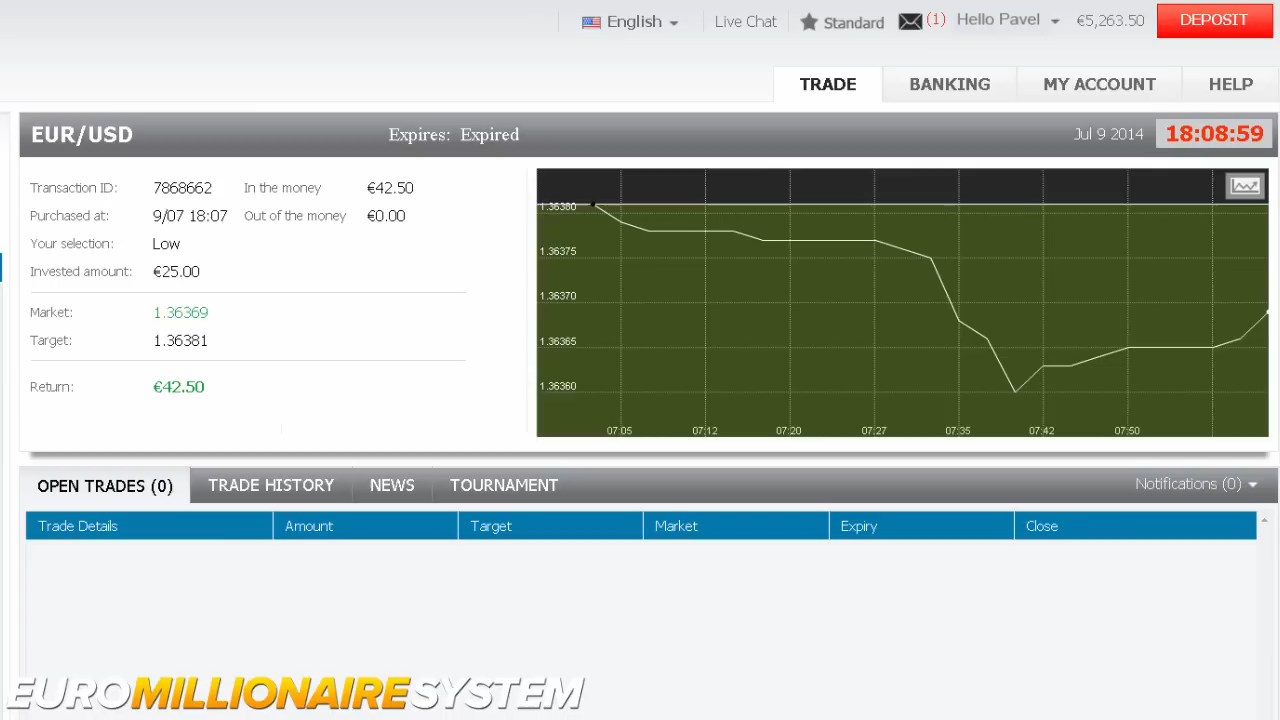 English Live Chat Standard (1) Hello Pavel €5,263.50 DEPOSIT
TRADE BANKING MY ACCOUNT HELP
EUR/USD Expires: Expired Jul 9 2014 18:08:59
Transaction ID: 7868662 In the money €42.50
Purchased at: 9/07 18:07 Out of the money €0.00
Your selection: Low
Invested amount: €25.00
Market: 1.36369
Target: 1.36381
Return: €42.50
1.36380
1.36375
1.36370
1.36365
1.36360
07:05 07:12 07:20 07:27 07:35 07:42 07:50
OPEN TRADES (0) TRADE HISTORY NEWS TOURNAMENT Notifications (0)
Trade Details Amount Target Market Expiry Close
EUROMILLIONAIRESYSTEM